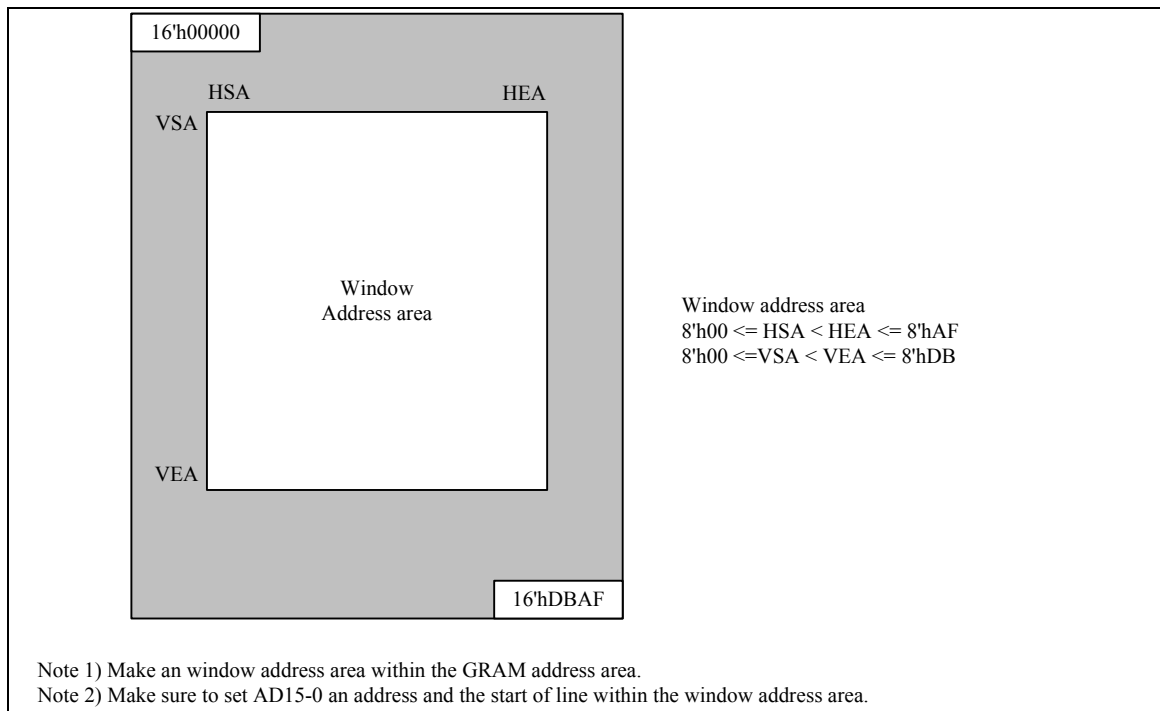 16'h00000
HSA HEA
VSA
Window
Address area
Window address area
8'h00 <= HSA < HEA <= 8'hAF
8'h00 <=VSA < VEA <= 8'hDB
VEA
16'hDBAF
Note 1) Make an window address area within the GRAM address area.
Note 2) Make sure to set AD15-0 an address and the start of line within the window address area.